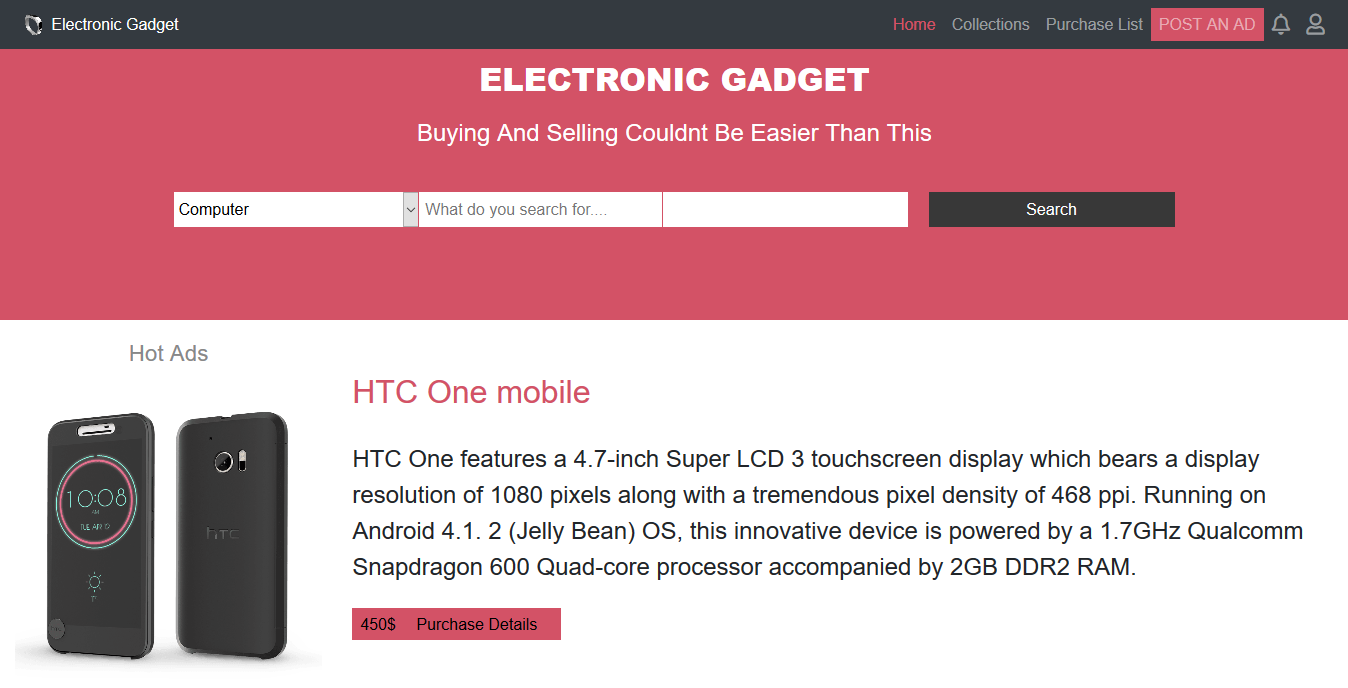 Electronic Gadget
Home Collections Purchase List POST AN AD
ELECTRONIC GADGET
Buying And Selling Couldnt Be Easier Than This
Computer What do you search for.... Search
Hot Ads
HTC One mobile
10:08
AM
TUE, APR 12
hTC
HTC One features a 4.7-inch Super LCD 3 touchscreen display which bears a display
resolution of 1080 pixels along with a tremendous pixel density of 468 ppi. Running on
Android 4.1. 2 (Jelly Bean) OS, this innovative device is powered by a 1.7GHz Qualcomm
Snapdragon 600 Quad-core processor accompanied by 2GB DDR2 RAM.
450$ Purchase Details